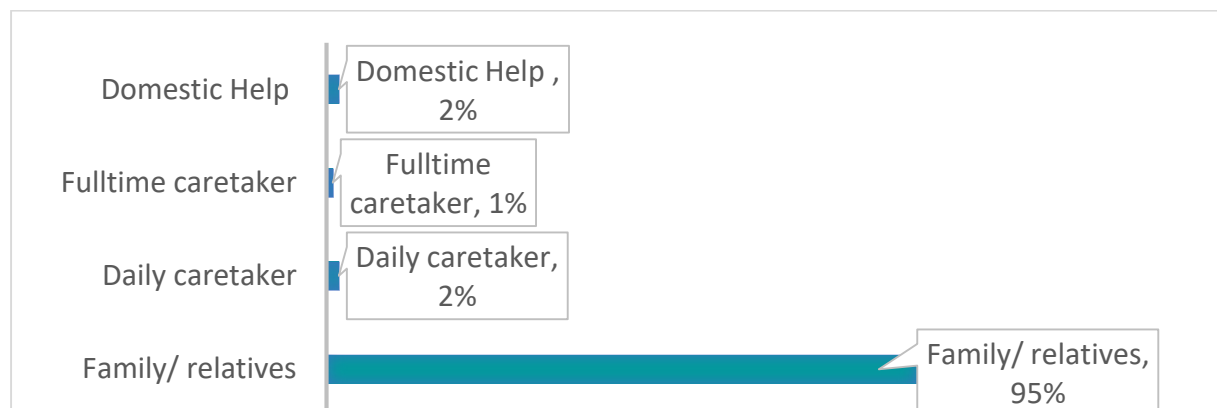 Domestic Help
Domestic Help ,
2%
Fulltime caretaker
Fulltime
caretaker, 1%
Daily caretaker
Daily caretaker,
2%
Family/ relatives
Family/ relatives,
95%